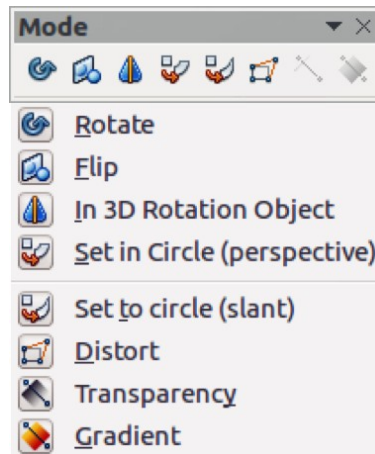 Mode
Rotate
Flip
In 3D Rotation Object
Set in Circle (perspective)
Set to circle (slant)
Distort
Transparency
Gradient